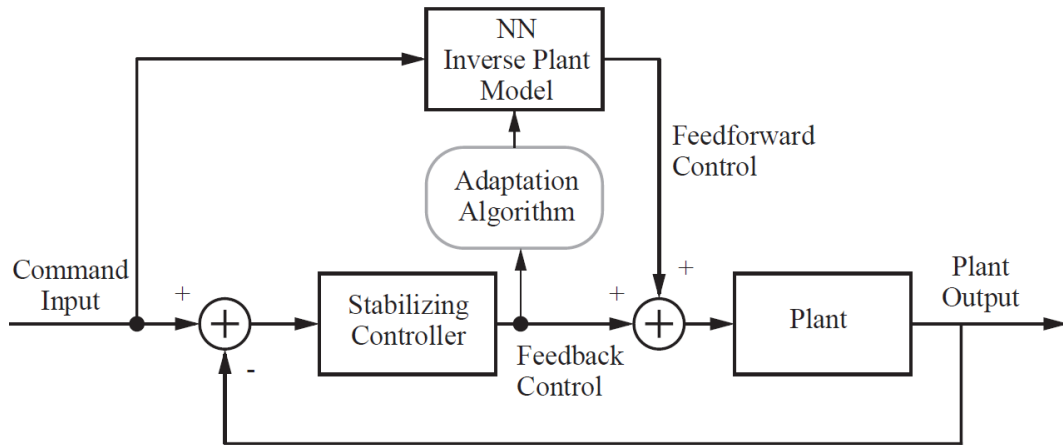 NN
Inverse Plant
Model
Feedforward
Control
Adaptation
Algorithm
Command
Input
+
+
Stabilizing
Controller
+
+
+
Plant
Plant
Output
-
Feedback
Control